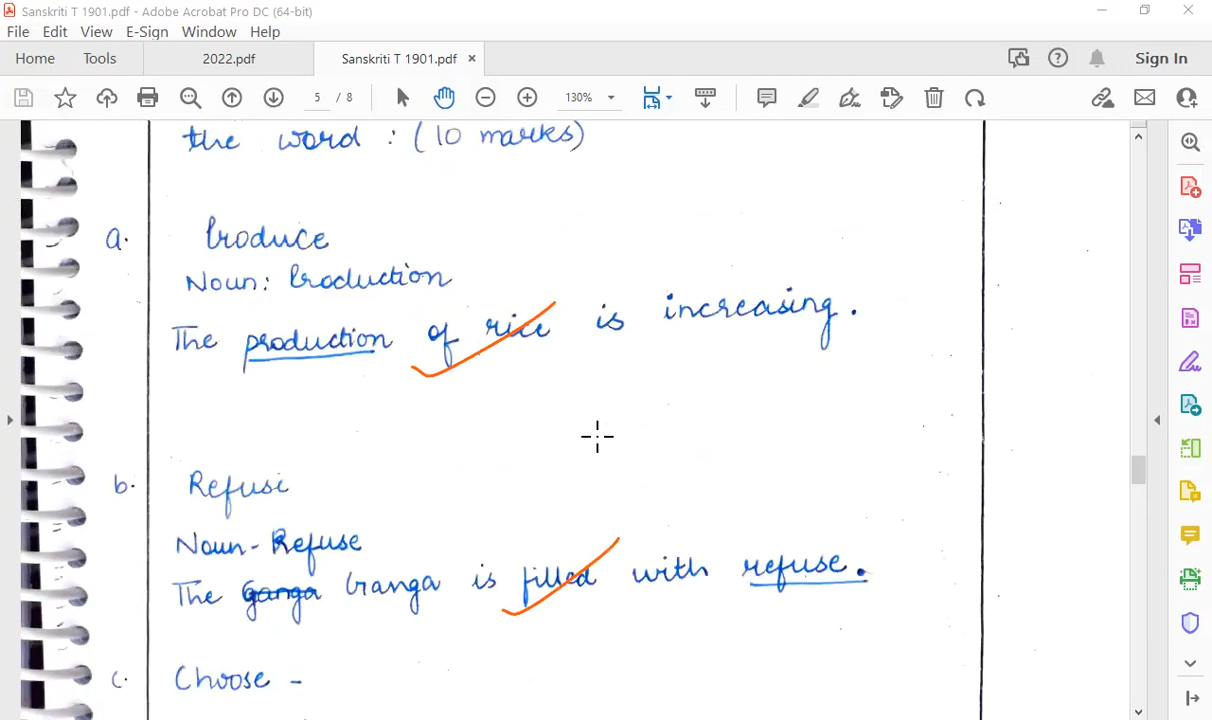 Sanskriti T 1901.pdf - Adobe Acrobat Pro DC (64-bit)
File Edit View E-Sign Window Help
Home Tools 2022.pdf Sanskriti T 1901.pdf × Sign In
5 / 8 130%
the word : (10 marks)
a. Produce
Noun: Production
The production of rice is increasing.
b. Refuse
Noun - Refuse
The ganga Ganga is filled with refuse.
c. Choose -